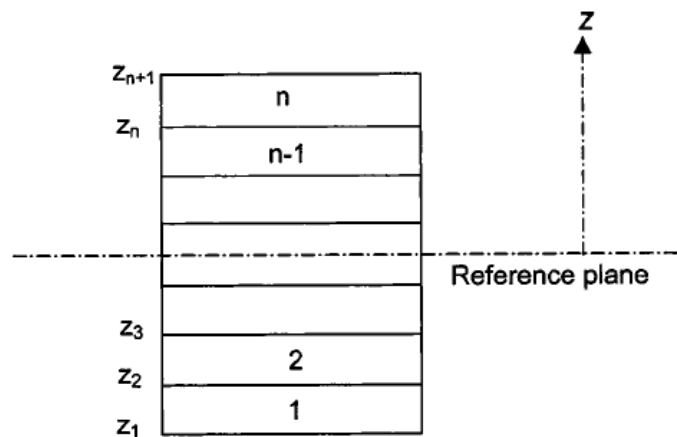 z
z_{n+1}
n
z_n
n-1
Reference plane
z_3
2
z_2
1
z_1